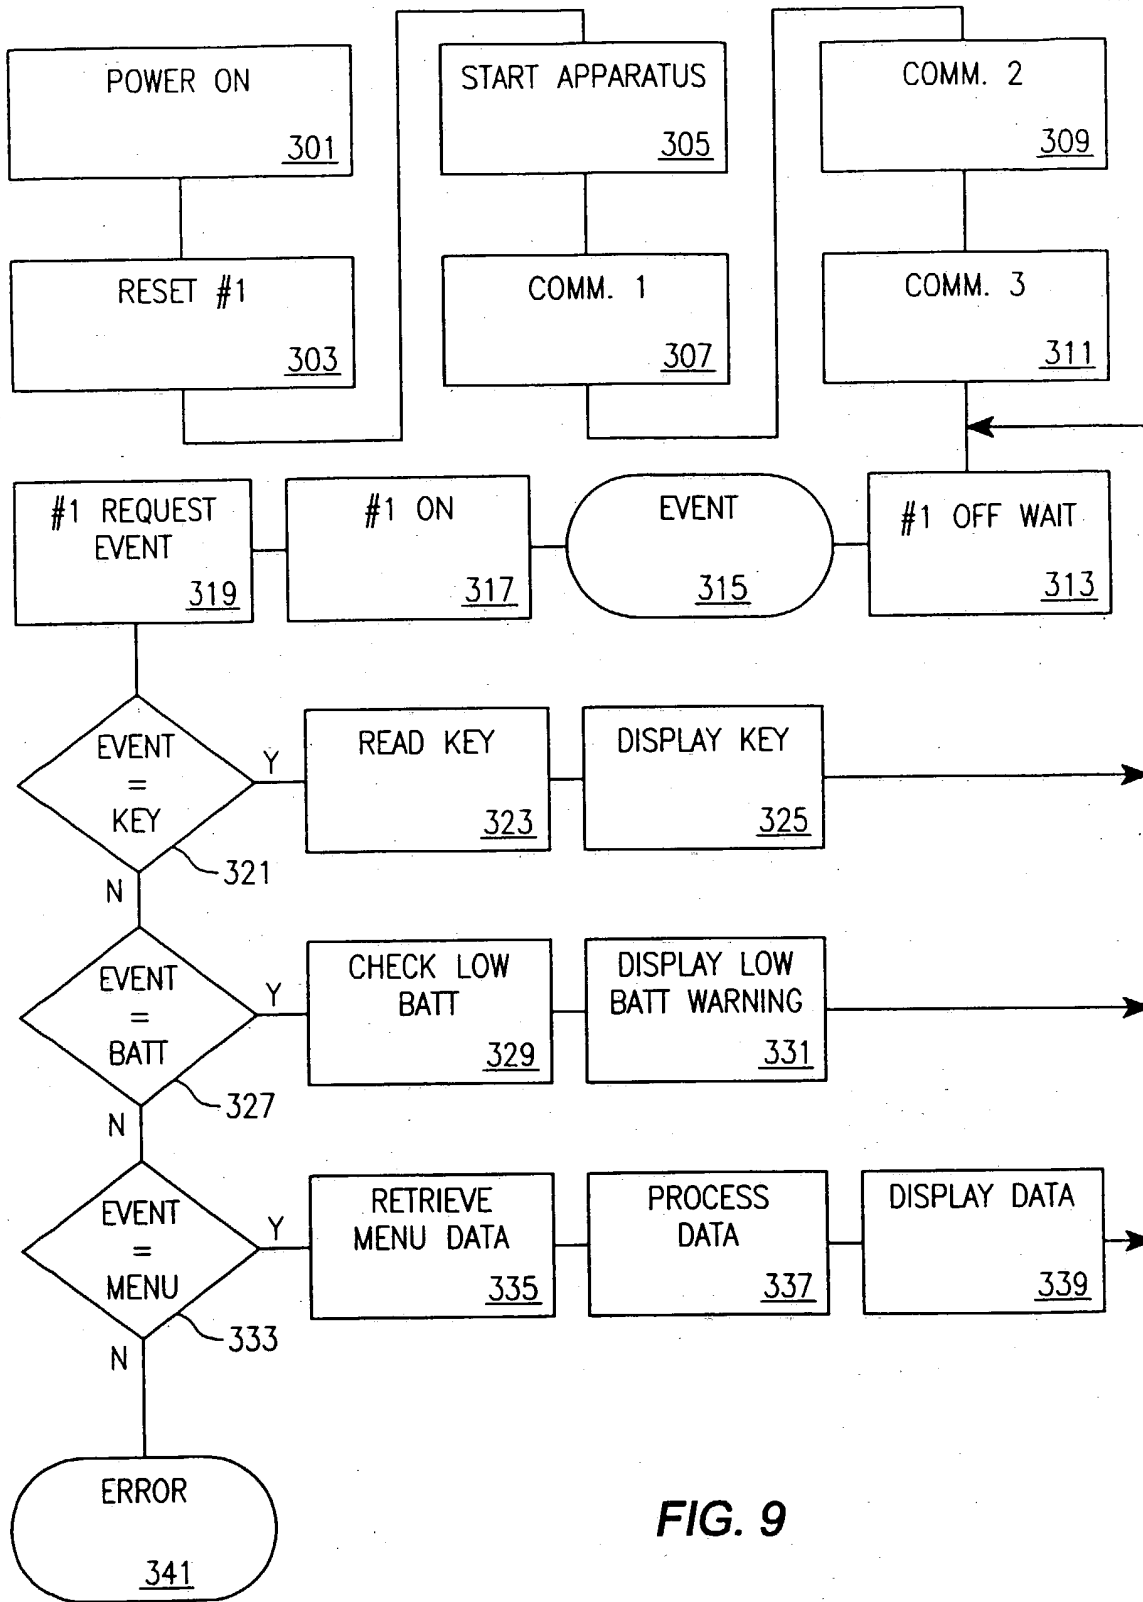 POWER ON
301
RESET #1
303
START APPARATUS
305
COMM. 1
307
COMM. 2
309
COMM. 3
311
#1 OFF WAIT
313
EVENT
315
#1 ON
317
#1 REQUEST
EVENT
319
EVENT
=
KEY
321
Y
N
READ KEY
323
DISPLAY KEY
325
EVENT
=
BATT
327
Y
N
CHECK LOW
BATT
329
DISPLAY LOW
BATT WARNING
331
EVENT
=
MENU
333
Y
N
RETRIEVE
MENU DATA
335
PROCESS
DATA
337
DISPLAY DATA
339
ERROR
341
FIG. 9